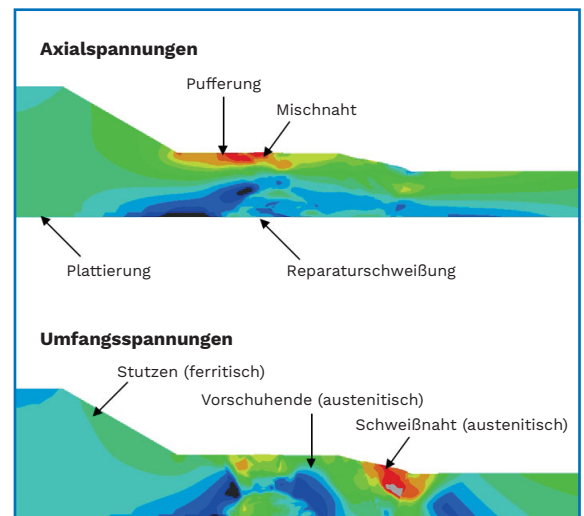 Axialspannungen
Pufferung
Mischnaht
Plattierung
Reparaturschweißung
Umfangsspannungen
Stutzen (ferritisch)
Vorschuhende (austenitisch)
Schweißnaht (austenitisch)